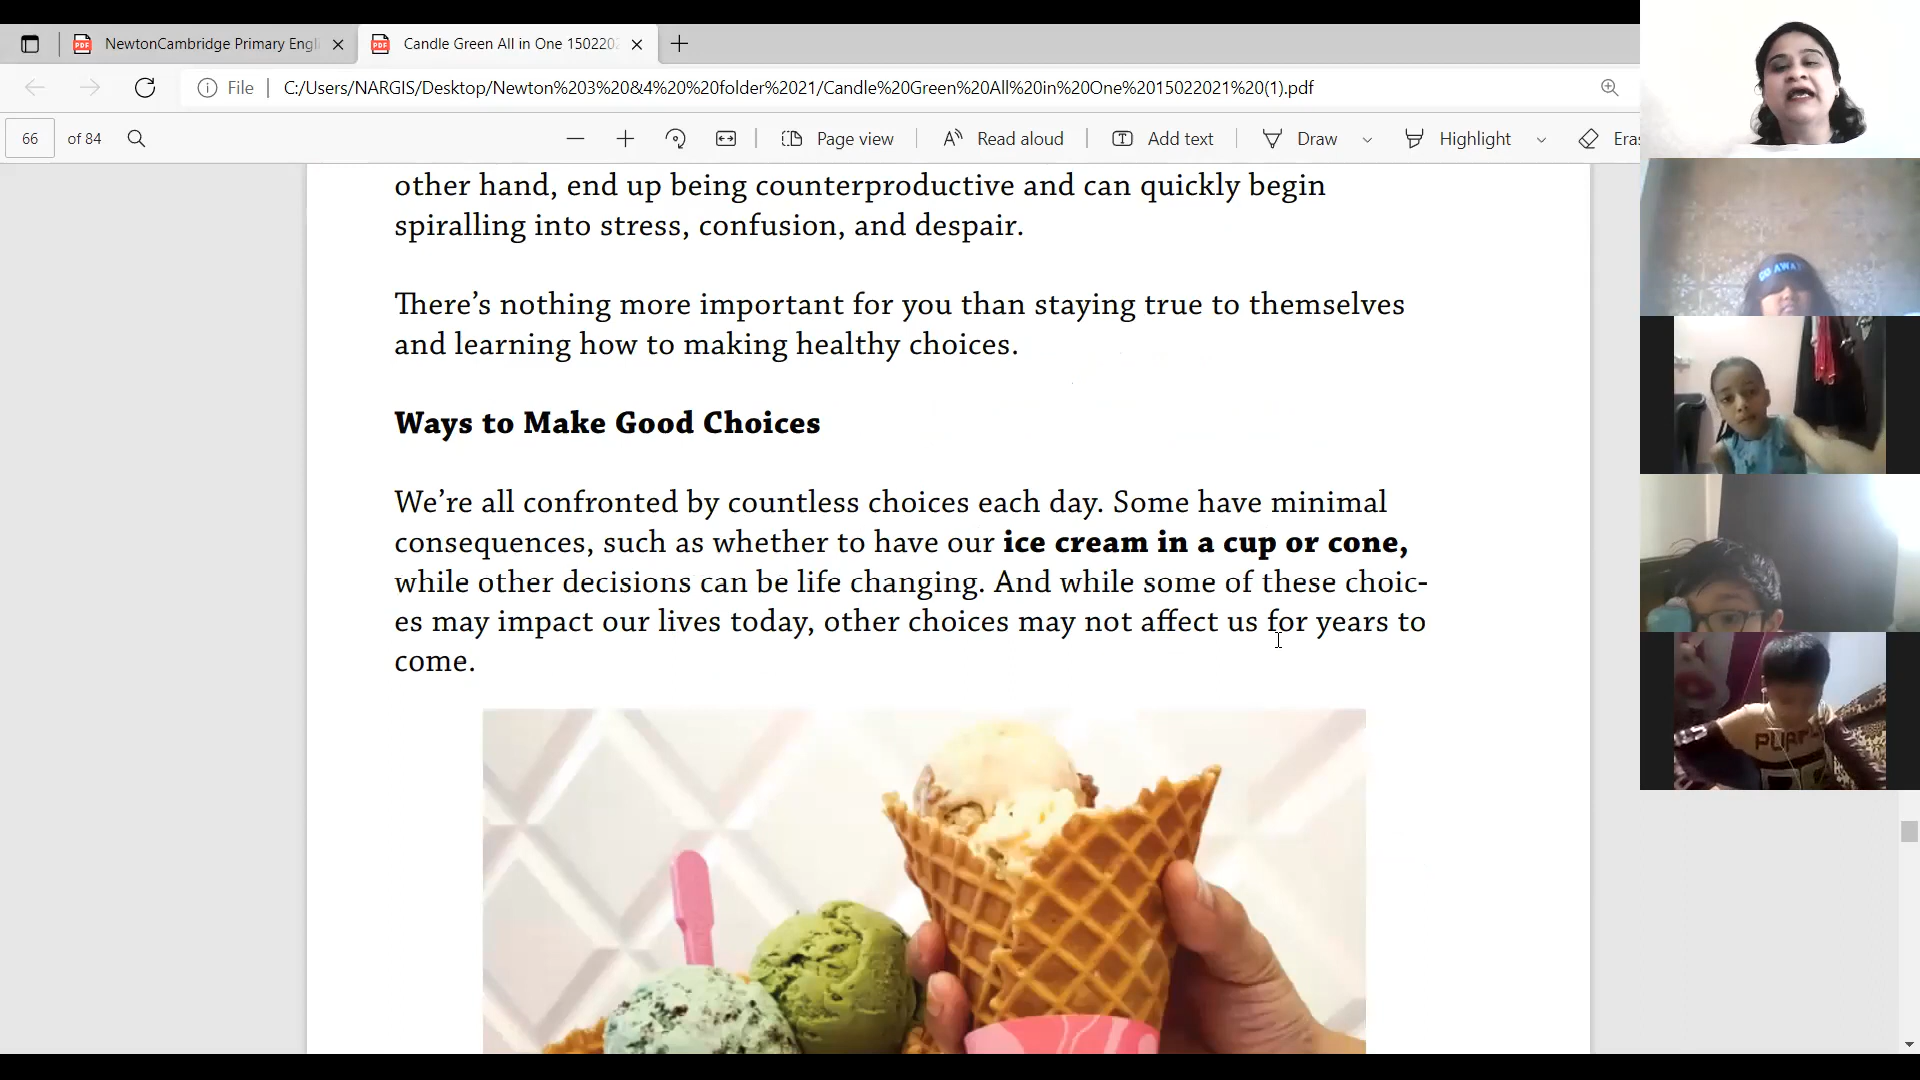 NewtonCambridge Primary Engl
Candle Green All in One 1502202
File
C:/Users/NARGIS/Desktop/Newton%203%20&4%20%20folder%2021/Candle%20Green%20All%20in%20One%2015022021%20(1).pdf
66 of 84
Page view
Read aloud
Add text
Draw
Highlight
Eras
other hand, end up being counterproductive and can quickly begin
spiralling into stress, confusion, and despair.
There's nothing more important for you than staying true to themselves
and learning how to making healthy choices.
Ways to Make Good Choices
We're all confronted by countless choices each day. Some have minimal
consequences, such as whether to have our ice cream in a cup or cone,
while other decisions can be life changing. And while some of these choic-
es may impact our lives today, other choices may not affect us for years to
come.
AWAY